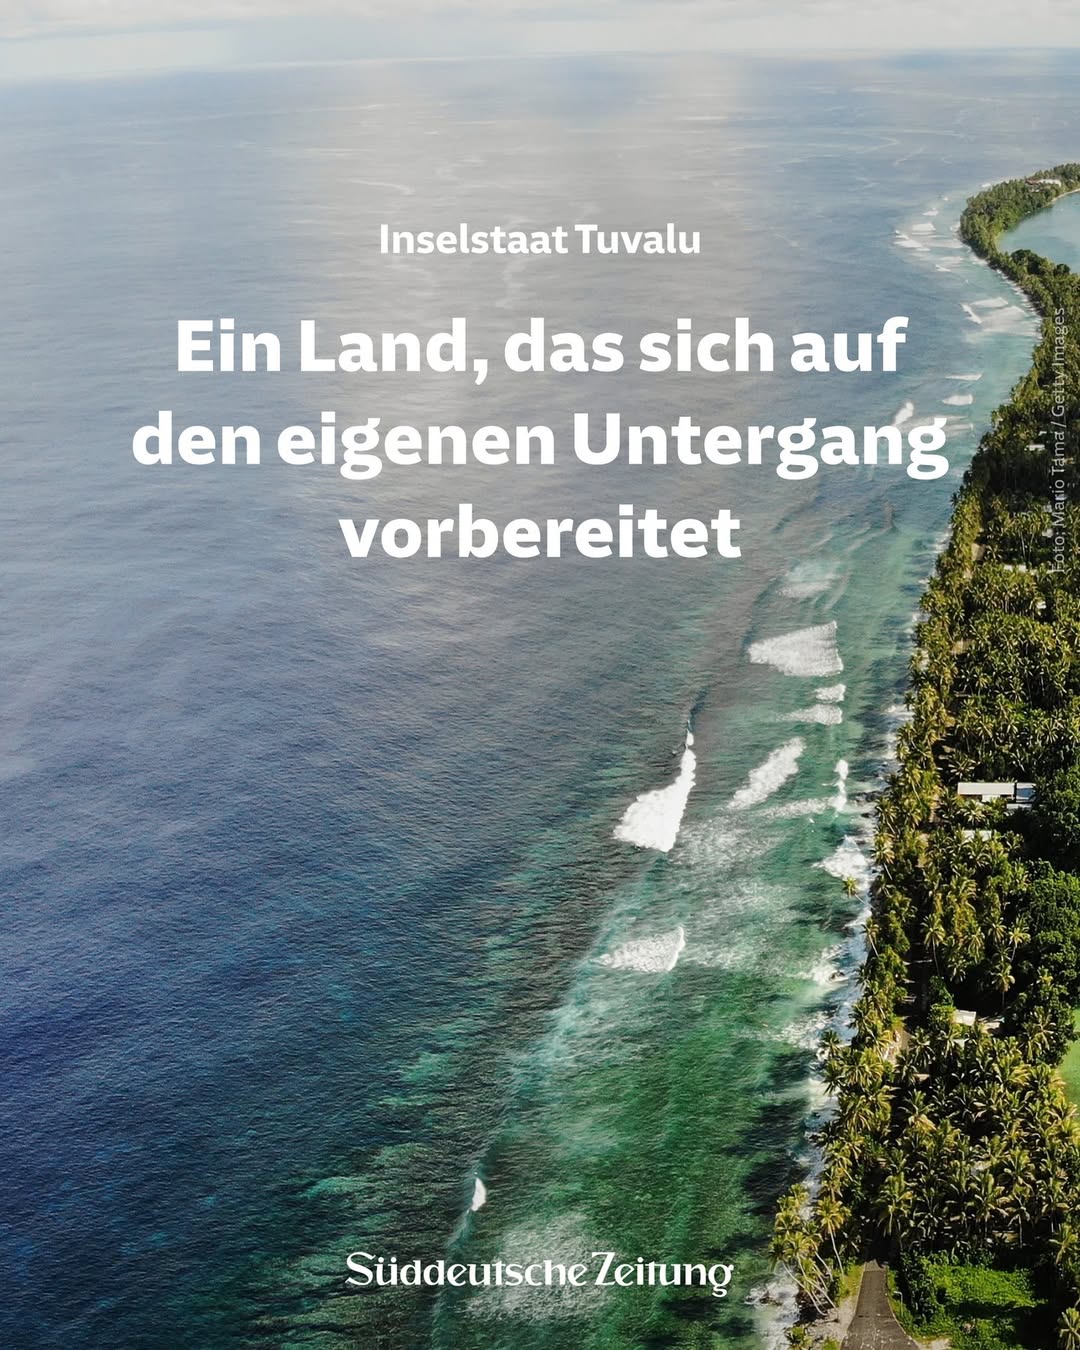 Inselstaat Tuvalu
Ein Land, das sich auf
den eigenen Untergang
vorbereitet
Foto: Mario Tama / Getty Images
Süddeutsche Zeitung